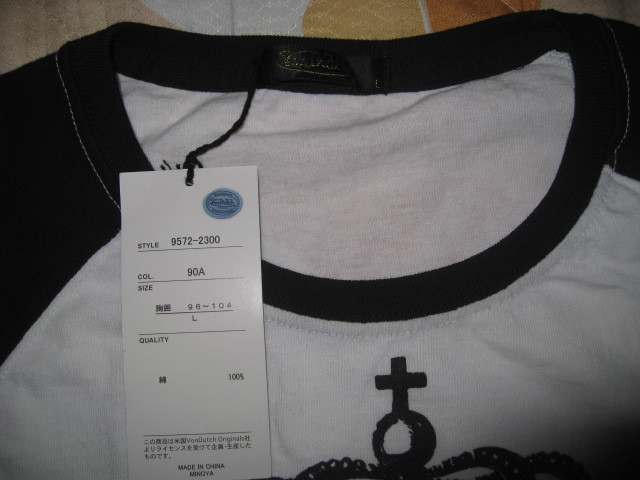 STYLE 9572-2300
COL. 90A
SIZE
胸囲 96～104
L
QUALITY
綿 100%
この商品は米国VonDutch Originals社
よりライセンスを受けて企画・生産した
ものです。
MADE IN CHINA
MINOYA